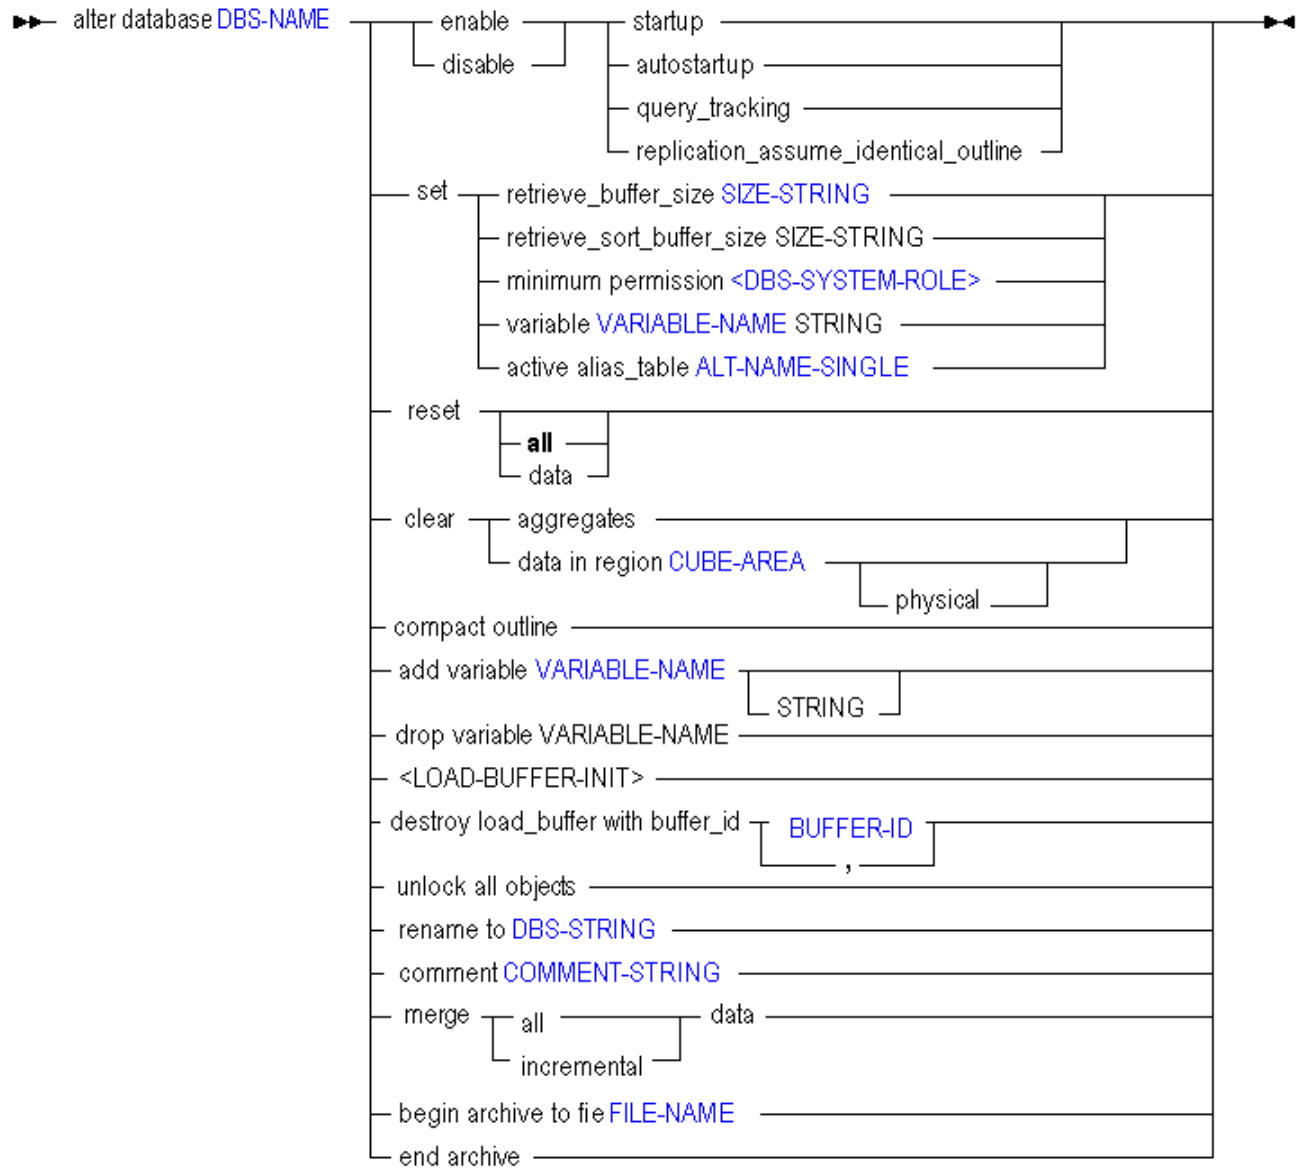 alter database DBS-NAME enable startup
disable autostartup
query_tracking
replication_assume_identical_outline
set retrieve_buffer_size SIZE-STRING
retrieve_sort_buffer_size SIZE-STRING
minimum permission <DBS-SYSTEM-ROLE>
variable VARIABLE-NAME STRING
active alias_table ALT-NAME-SINGLE
reset
all
data
clear aggregates
data in region CUBE-AREA
physical
compact outline
add variable VARIABLE-NAME
STRING
drop variable VARIABLE-NAME
<LOAD-BUFFER-INIT>
destroy load_buffer with buffer_id BUFFER-ID
,
unlock all objects
rename to DBS-STRING
comment COMMENT-STRING
merge all data
incremental
begin archive to fie FILE-NAME
end archive